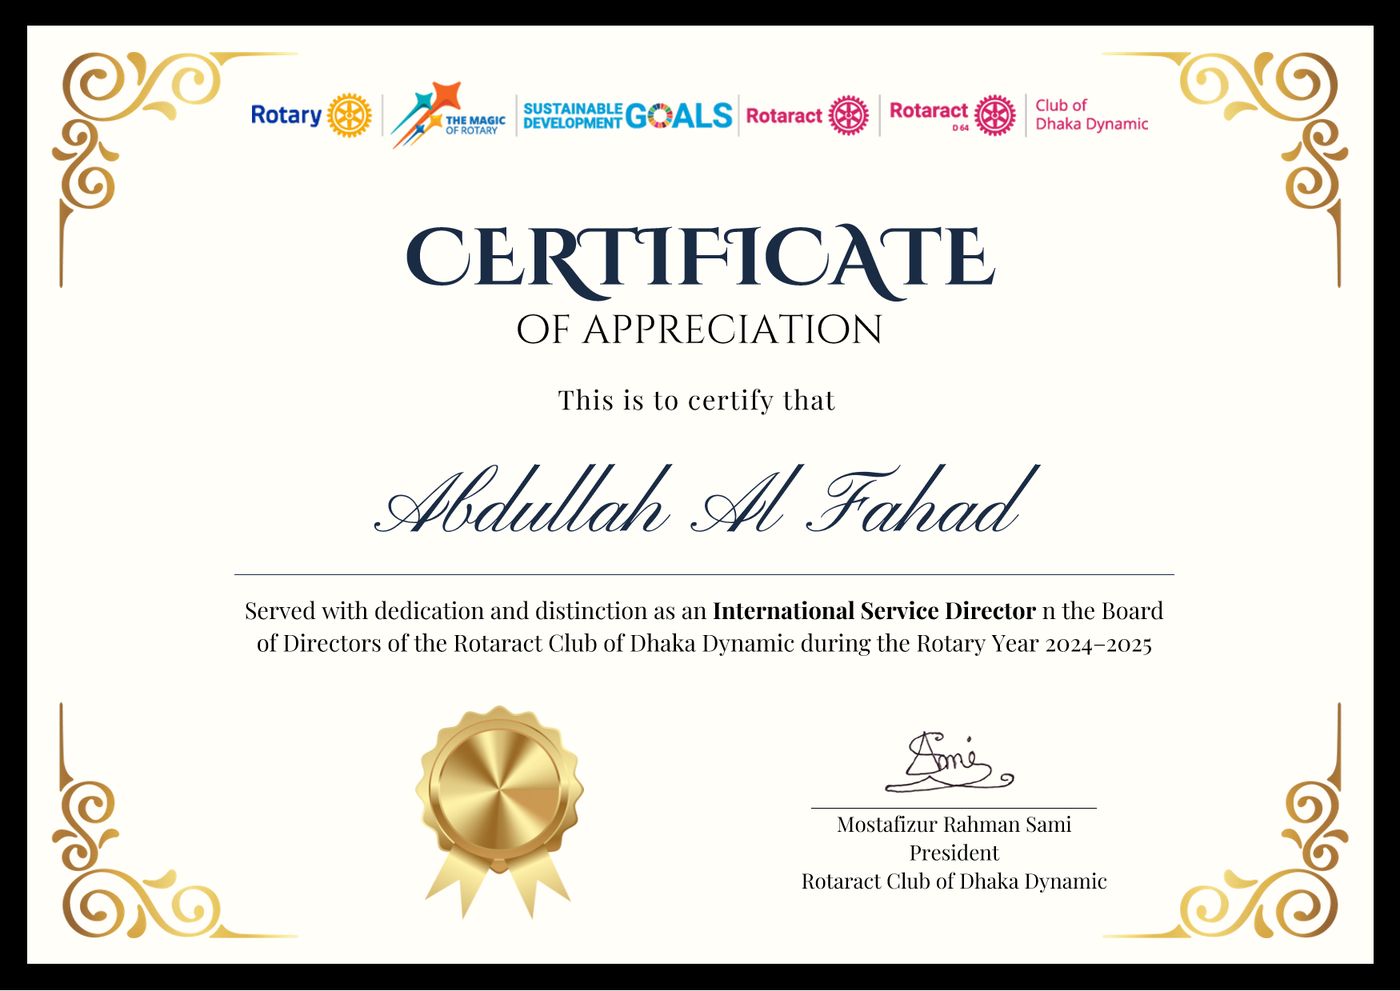 Rotary
THE MAGIC
OF ROTARY
SUSTAINABLE
DEVELOPMENT
GOALS
Rotaract
Rotaract
D 64
Club of
Dhaka Dynamic
CERTIFICATE
OF APPRECIATION
This is to certify that
Abdullah Al Fahad
Served with dedication and distinction as an International Service Director n the Board
of Directors of the Rotaract Club of Dhaka Dynamic during the Rotary Year 2024–2025
Sami
Mostafizur Rahman Sami
President
Rotaract Club of Dhaka Dynamic